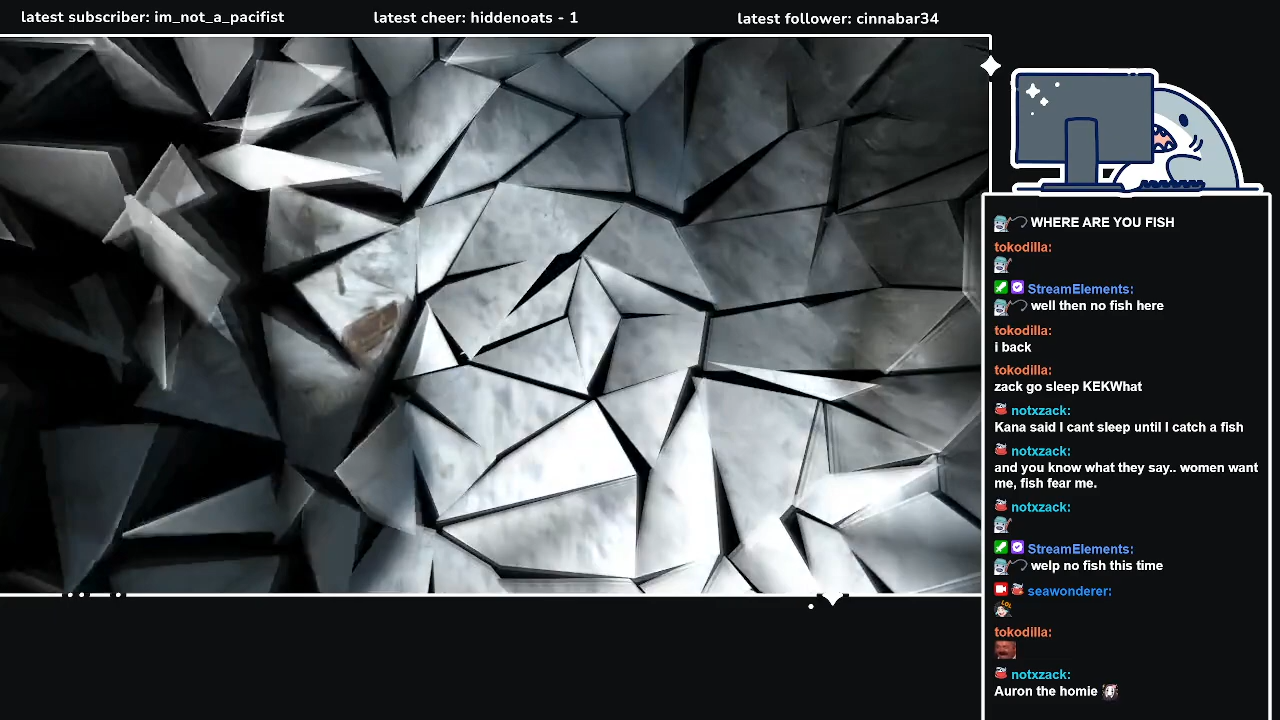 latest subscriber: im_not_a_pacifist
latest cheer: hiddenoats - 1
latest follower: cinnabar34
WHERE ARE YOU FISH
tokodilla:
StreamElements:
well then no fish here
tokodilla:
i back
tokodilla:
zack go sleep KEKWhat
notxzack:
Kana said I cant sleep until I catch a fish
notxzack:
and you know what they say.. women want
me, fish fear me.
notxzack:
StreamElements:
welp no fish this time
seawonderer:
LOL
tokodilla:
notxzack:
Auron the homie